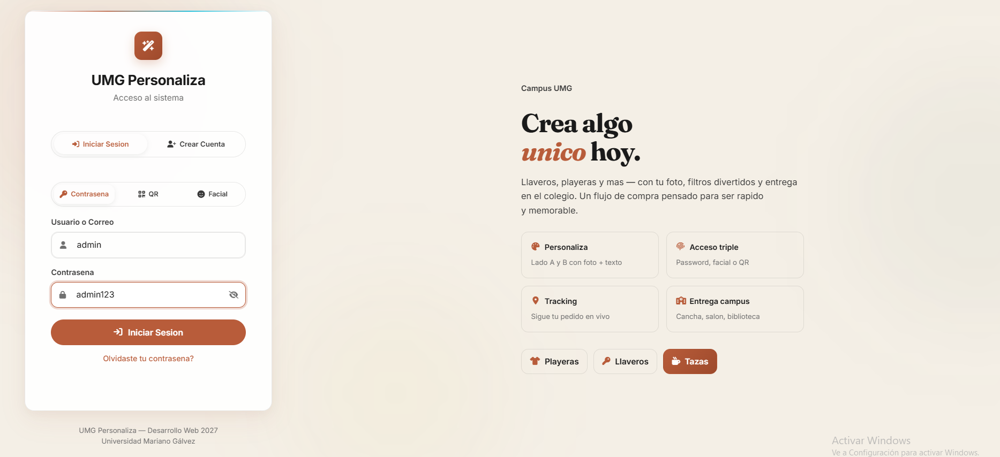 UMG Personaliza
Acceso al sistema
Iniciar Sesion
Crear Cuenta
Contrasena
QR
Facial
Usuario o Correo
admin
Contrasena
admin123
Iniciar Sesion
Olvidaste tu contrasena?
UMG Personaliza — Desarrollo Web 2027
Universidad Mariano Gálvez
Campus UMG
Crea algo
unico hoy.
Llaveros, playeras y mas — con tu foto, filtros divertidos y entrega
en el colegio. Un flujo de compra pensado para ser rapido
y memorable.
Personaliza
Lado A y B con foto + texto
Acceso triple
Password, facial o QR
Tracking
Sigue tu pedido en vivo
Entrega campus
Cancha, salon, biblioteca
Playeras
Llaveros
Tazas
Activar Windows
Ve a Configuración para activar Windows.